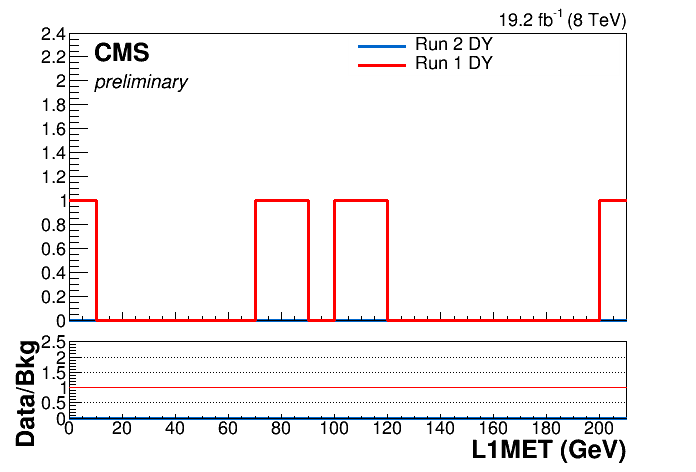 19.2 fb-1 (8 TeV)
CMS
preliminary
Run 2 DY
Run 1 DY
2.4
2.2
2
1.8
1.6
1.4
1.2
1
0.8
0.6
0.4
0.2
0
2.5
2
1.5
1
0.5
0
Data/Bkg
0 20 40 60 80 100 120 140 160 180 200
L1MET (GeV)